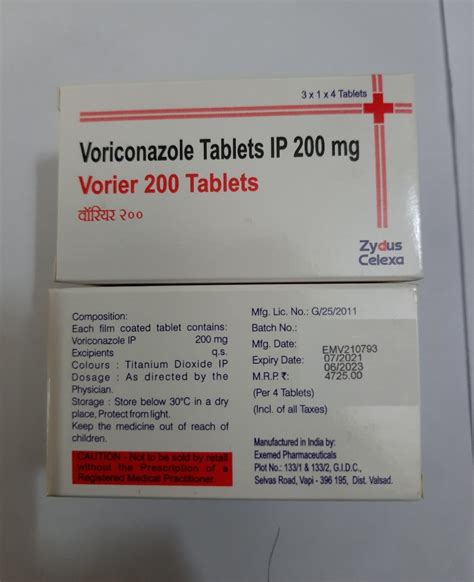 3 x 1 x 4 Tablets
Voriconazole Tablets IP 200 mg
Vorier 200 Tablets
वॉरियर २००
Zydus
Celexa
Composition:
Each film coated tablet contains:
Voriconazole IP 200 mg
Excipients q.s.
Colours : Titanium Dioxide IP
Dosage : As directed by the
Physician.
Storage : Store below 30°C in a dry
place, Protect from light.
Keep the medicine out of reach of
children.
CAUTION - Not to be sold by retail
without the Prescription of a
Registered Medical Practitioner.
Mfg. Lic. No.: G/25/2011
Batch No.: EMV210793
Mfg. Date: 07/2021
Expiry Date: 06/2023
M.R.P. ₹: 4725.00
(Per 4 Tablets)
(Incl. of all Taxes)
Manufactured in India by:
Exemed Pharmaceuticals
Plot No.: 133/1 & 133/2, G.I.D.C.,
Selvas Road, Vapi - 396 195, Dist. Valsad.